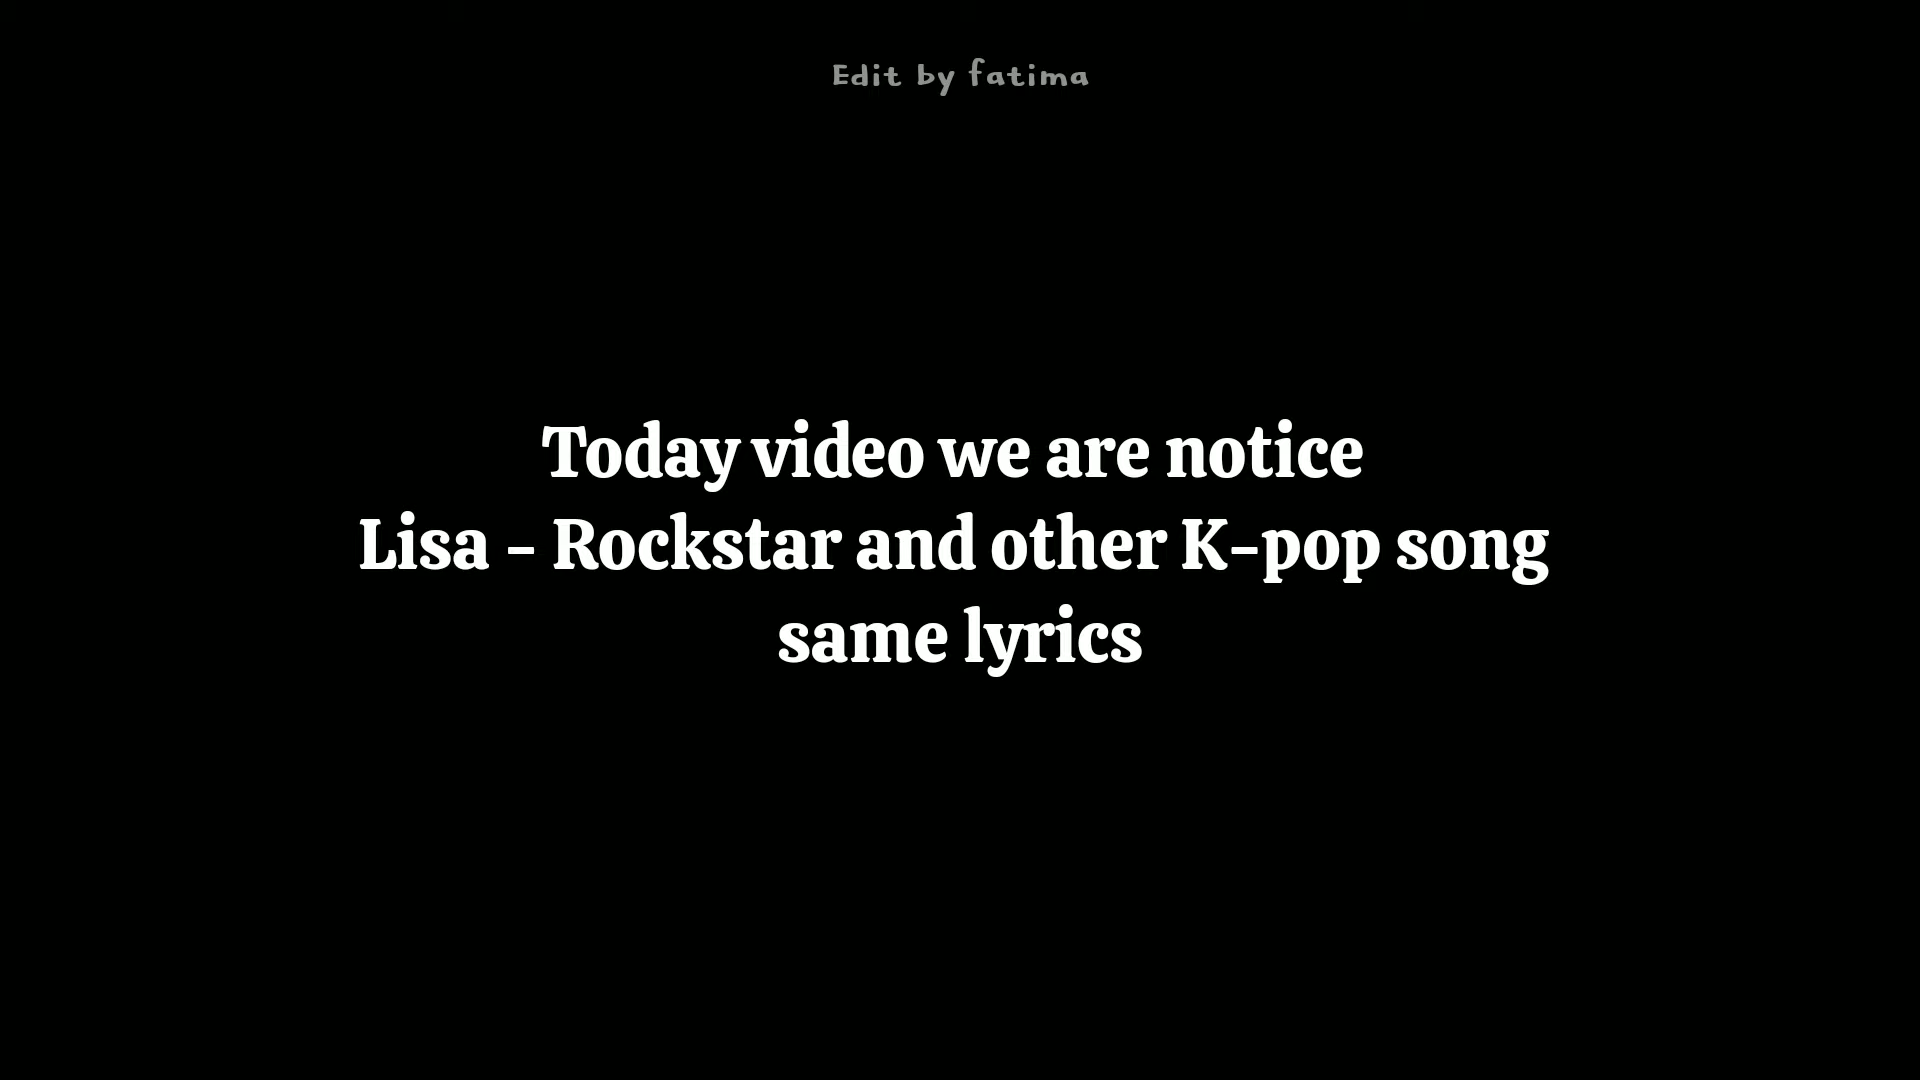 Edit by fatima
Today video we are notice
Lisa - Rockstar and other K-pop song
same lyrics